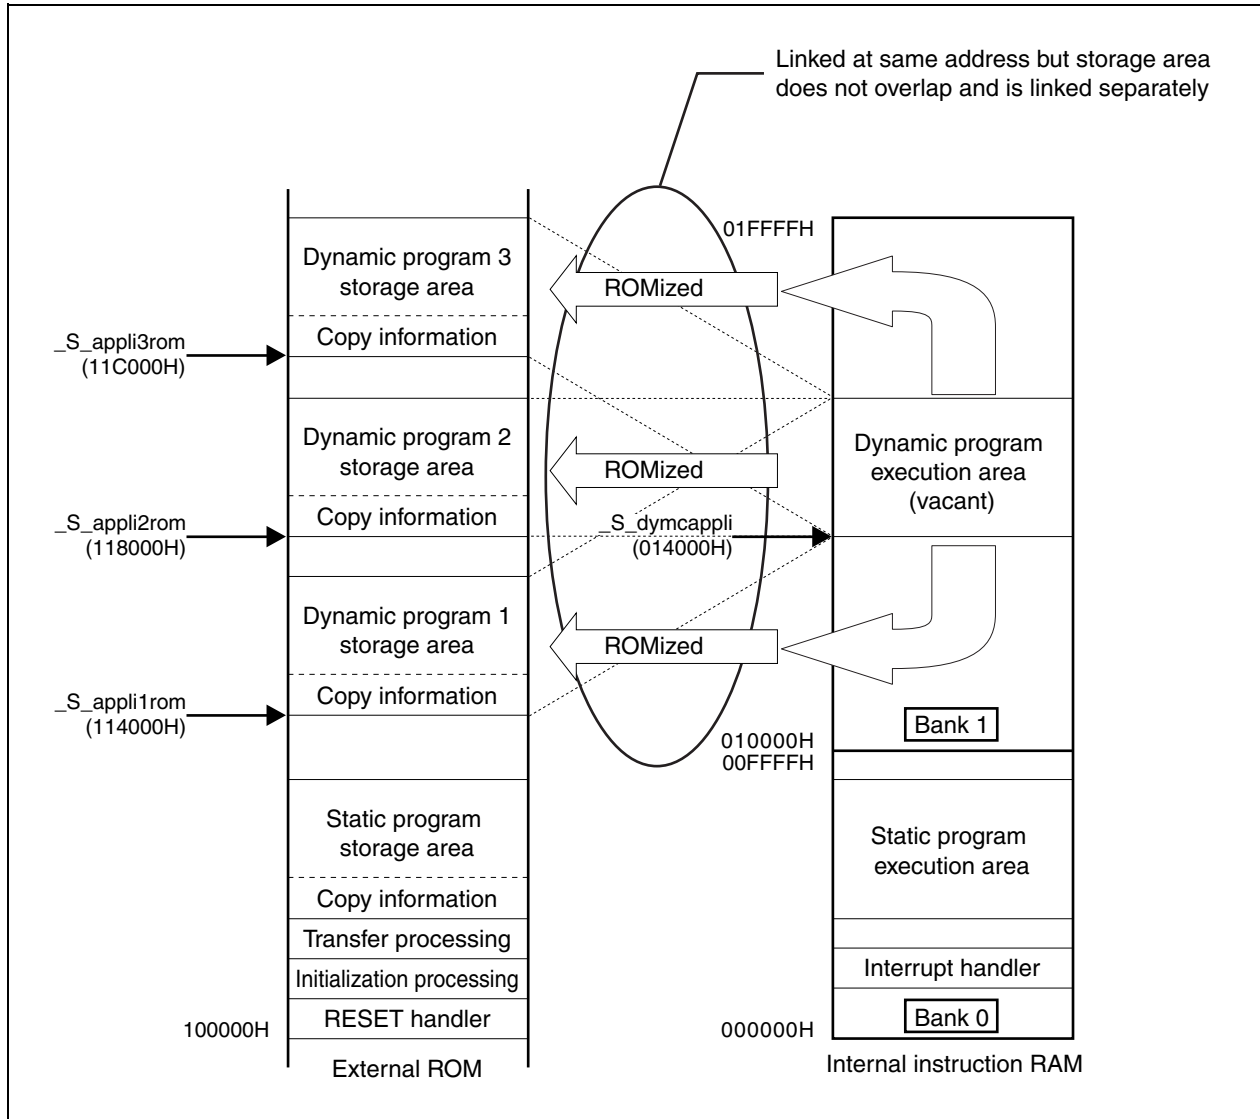 Linked at same address but storage area
does not overlap and is linked separately
01FFFFH
Dynamic program 3
storage area
ROMized
Copy information
_S_appli3rom
(11C000H)
Dynamic program 2
storage area
ROMized
Dynamic program
execution area
(vacant)
Copy information
_S_appli2rom
(118000H)
_S_dymcappli
(014000H)
Dynamic program 1
storage area
ROMized
Copy information
_S_appli1rom
(114000H)
Bank 1
010000H
00FFFFH
Static program
storage area
Static program
execution area
Copy information
Transfer processing
Interrupt handler
Initialization processing
RESET handler
100000H
Bank 0
000000H
External ROM
Internal instruction RAM